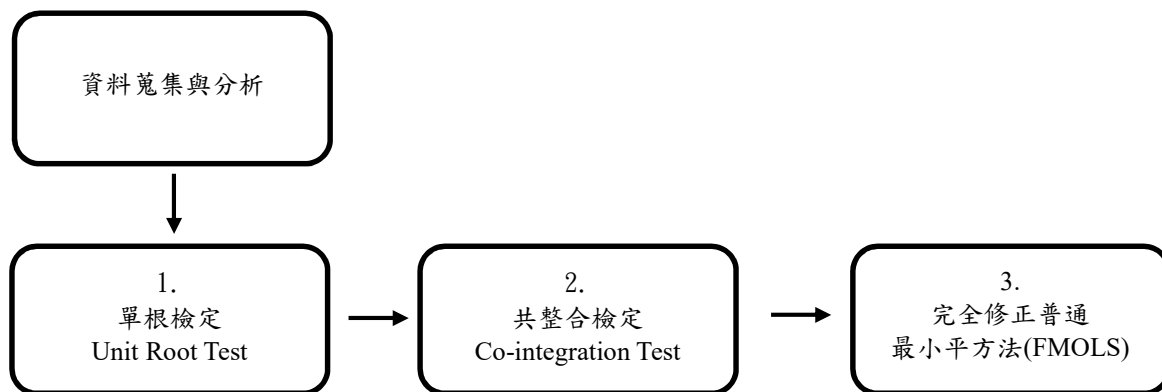 資料蒐集與分析
1.
單根檢定
Unit Root Test
2.
共整合檢定
Co-integration Test
3.
完全修正普通
最小平方法(FMOLS)